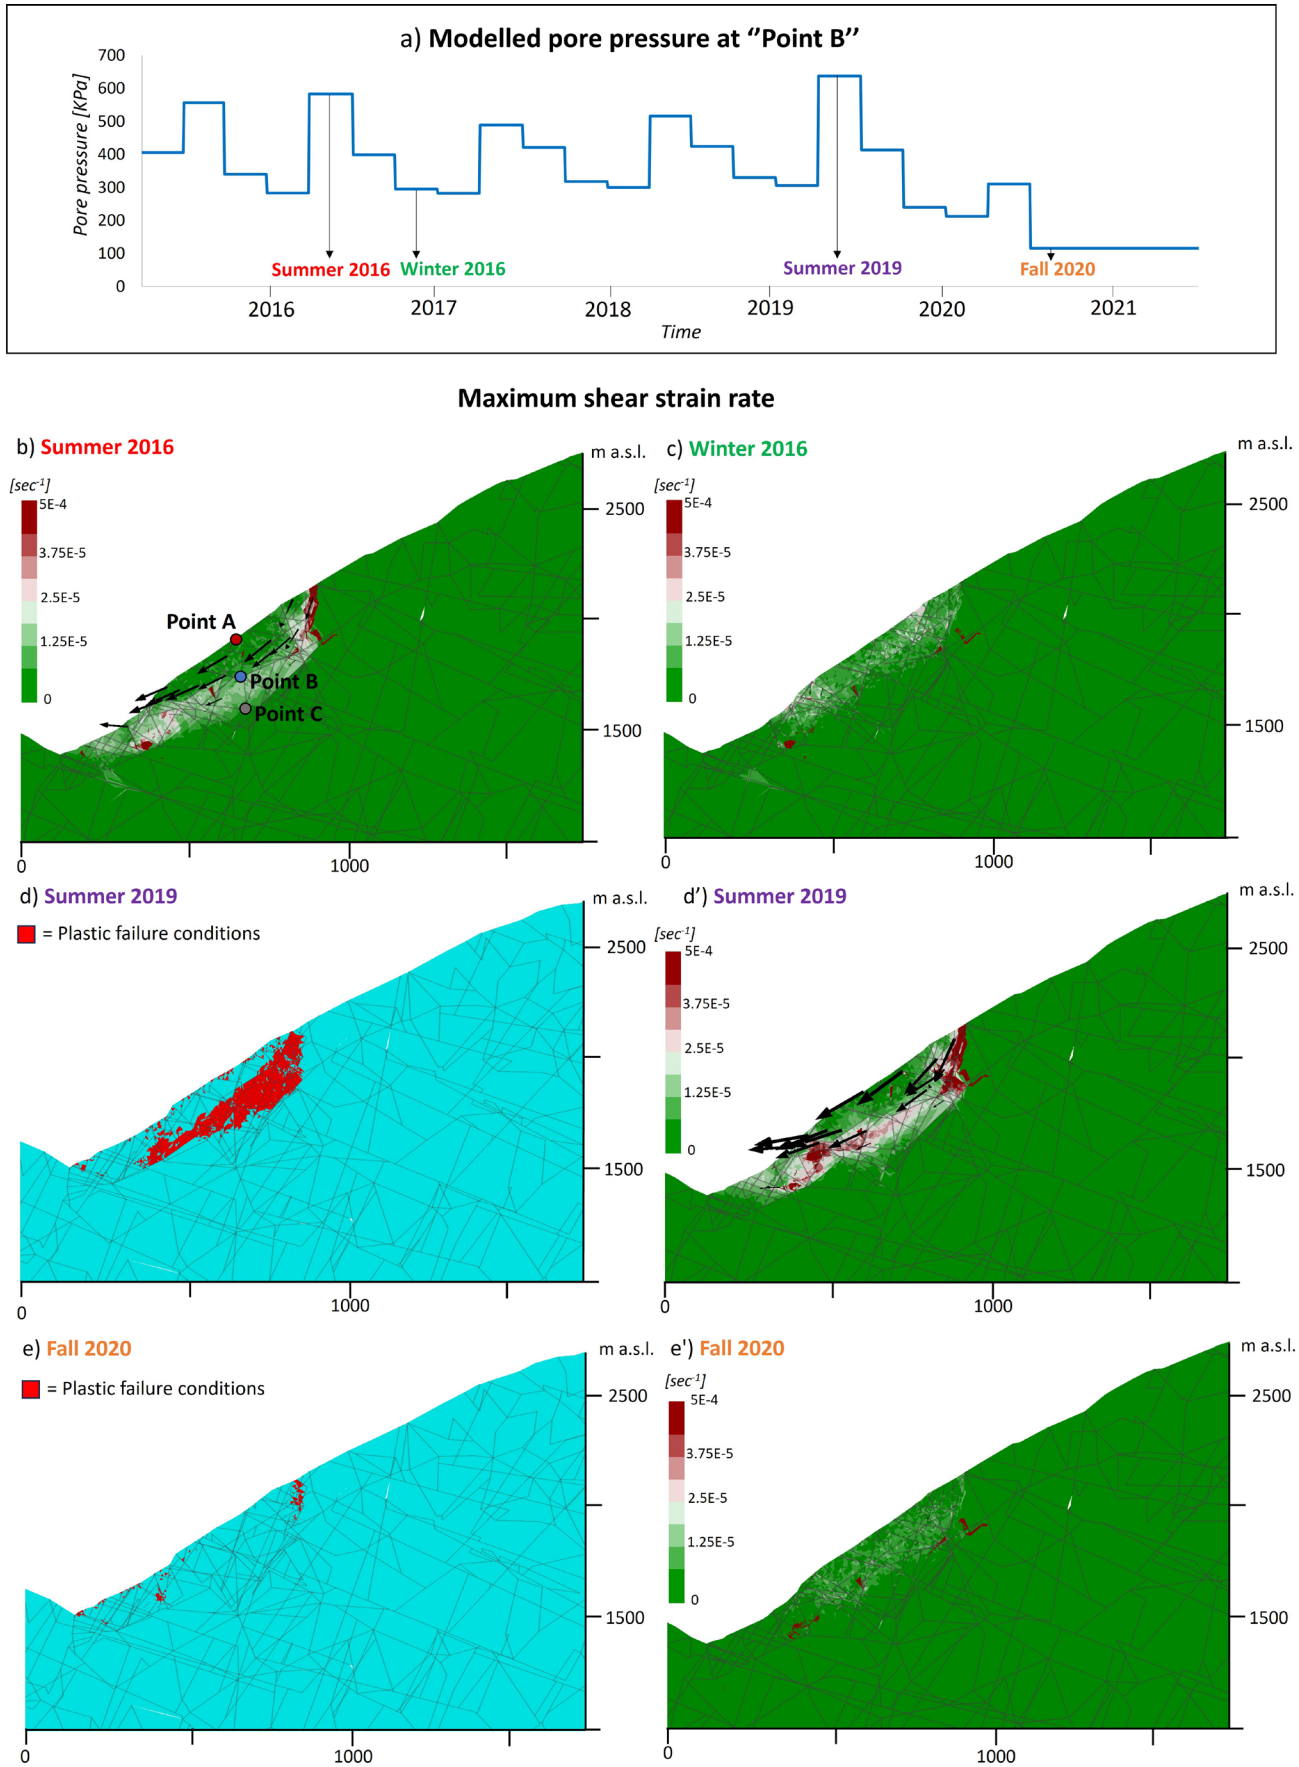 a) Modelled pore pressure at ‘‘Point B’’
Pore pressure [KPa]
700
600
500
400
300
200
100
0
Summer 2016
Winter 2016
Summer 2019
Fall 2020
2016
2017
2018
2019
2020
2021
Time
Maximum shear strain rate
b) Summer 2016
m a.s.l.
[sec-1]
5E-4
3.75E-5
2.5E-5
1.25E-5
0
Point A
Point B
Point C
2500
1500
0
1000
c) Winter 2016
m a.s.l.
[sec-1]
5E-4
3.75E-5
2.5E-5
1.25E-5
0
2500
1500
0
1000
d) Summer 2019
m a.s.l.
= Plastic failure conditions
2500
1500
0
1000
d') Summer 2019
m a.s.l.
[sec-1]
5E-4
3.75E-5
2.5E-5
1.25E-5
0
2500
1500
0
1000
e) Fall 2020
m a.s.l.
= Plastic failure conditions
2500
1500
0
1000
e') Fall 2020
m a.s.l.
[sec-1]
5E-4
3.75E-5
2.5E-5
1.25E-5
0
2500
1500
0
1000